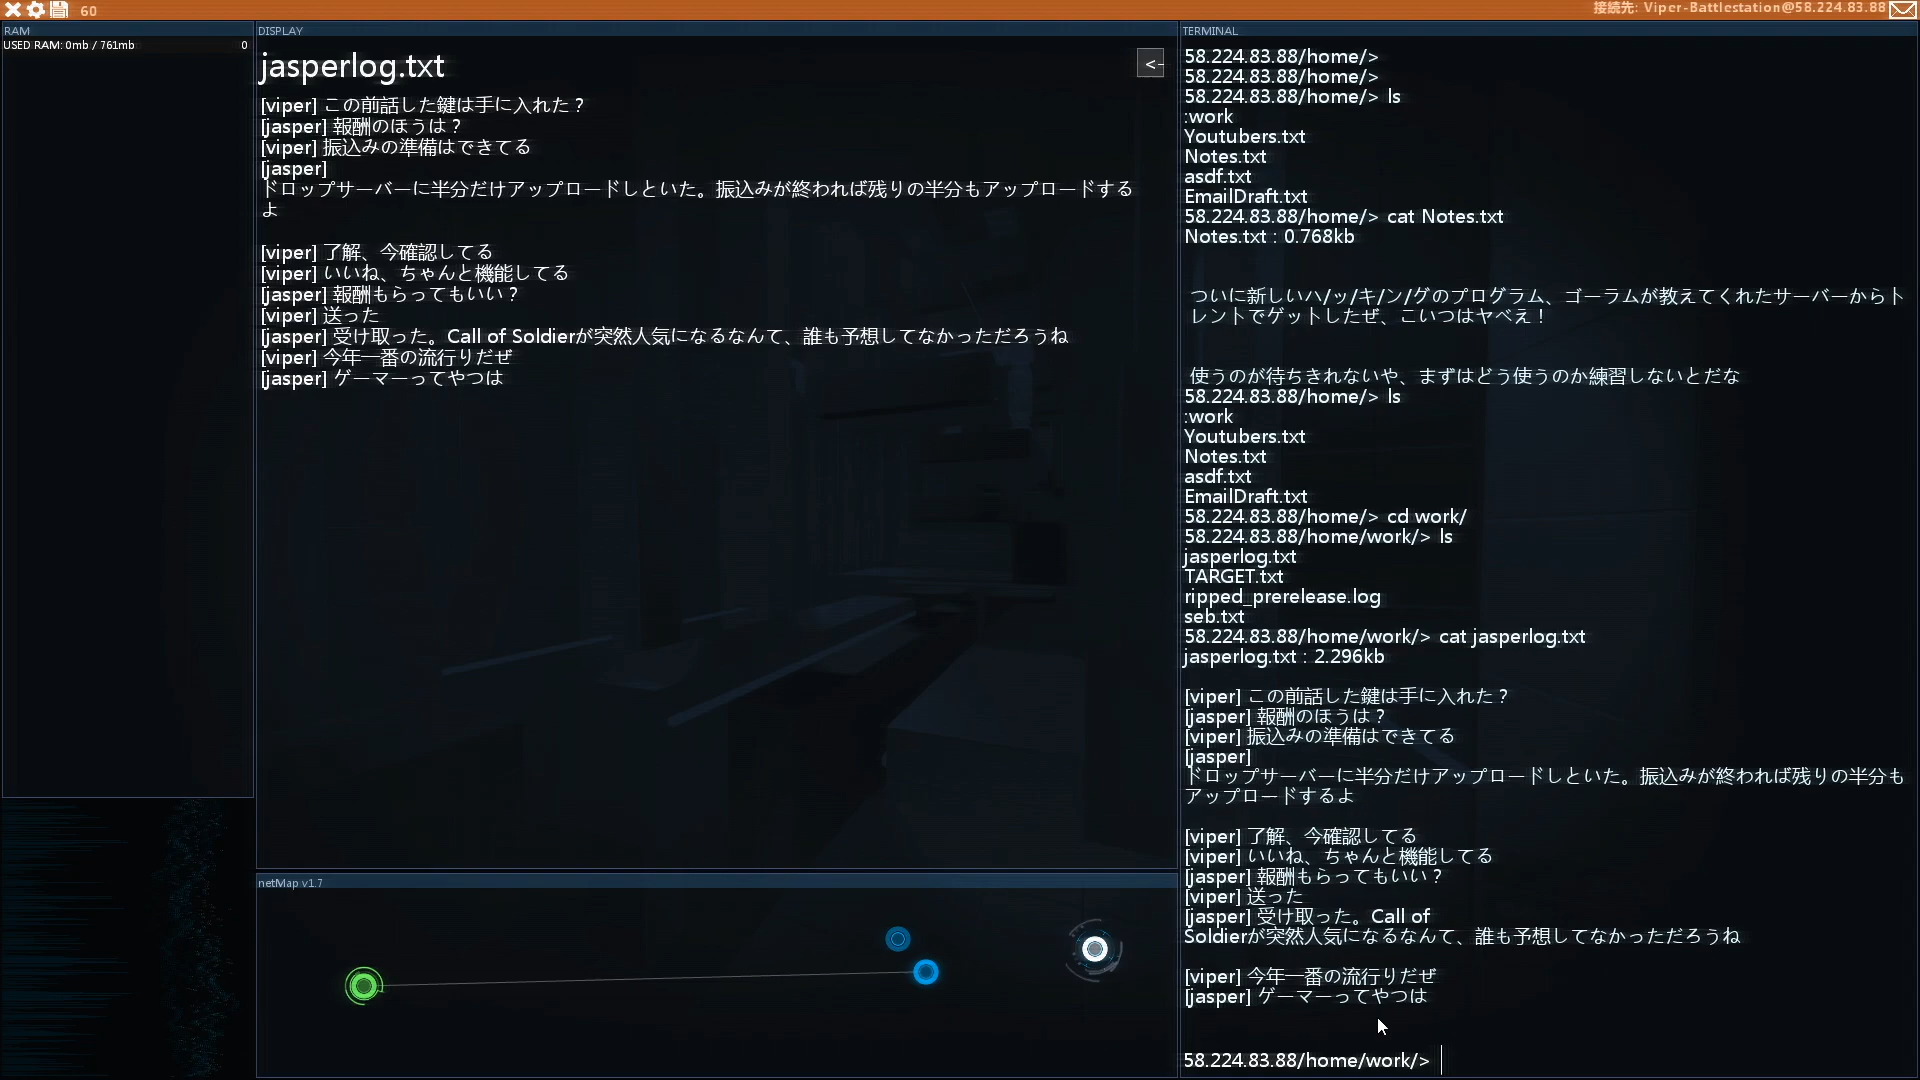 60
接続先: Viper-Battlestation@58.224.83.88
RAM
USED RAM: 0mb / 761mb
0
DISPLAY
jasperlog.txt
<-
[viper] この前話した鍵は手に入れた？
[jasper] 報酬のほうは？
[viper] 振込みの準備はできてる
[jasper]
ドロップサーバーに半分だけアップロードしといた。振込みが終われば残りの半分もアップロードする
よ
[viper] 了解、今確認してる
[viper] いいね、ちゃんと機能してる
[jasper] 報酬もらってもいい？
[viper] 送った
[jasper] 受け取った。Call of Soldierが突然人気になるなんて、誰も予想してなかっただろうね
[viper] 今年一番の流行りだぜ
[jasper] ゲーマーってやつは
netMap v1.7
TERMINAL
58.224.83.88/home/>
58.224.83.88/home/>
58.224.83.88/home/> ls
:work
Youtubers.txt
Notes.txt
asdf.txt
EmailDraft.txt
58.224.83.88/home/> cat Notes.txt
Notes.txt : 0.768kb
ついに新しいハ/ッ/キ/ン/グのプログラム、ゴーラムが教えてくれたサーバーからト
レントでゲットしたぜ、こいつはヤベえ！
使うのが待ちきれないや、まずはどう使うのか練習しないとだな
58.224.83.88/home/> ls
:work
Youtubers.txt
Notes.txt
asdf.txt
EmailDraft.txt
58.224.83.88/home/> cd work/
58.224.83.88/home/work/> ls
jasperlog.txt
TARGET.txt
ripped_prerelease.log
seb.txt
58.224.83.88/home/work/> cat jasperlog.txt
jasperlog.txt : 2.296kb
[viper] この前話した鍵は手に入れた？
[jasper] 報酬のほうは？
[viper] 振込みの準備はできてる
[jasper]
ドロップサーバーに半分だけアップロードしといた。振込みが終われば残りの半分も
アップロードするよ
[viper] 了解、今確認してる
[viper] いいね、ちゃんと機能してる
[jasper] 報酬もらってもいい？
[viper] 送った
[jasper] 受け取った。Call of
Soldierが突然人気になるなんて、誰も予想してなかっただろうね
[viper] 今年一番の流行りだぜ
[jasper] ゲーマーってやつは
58.224.83.88/home/work/>